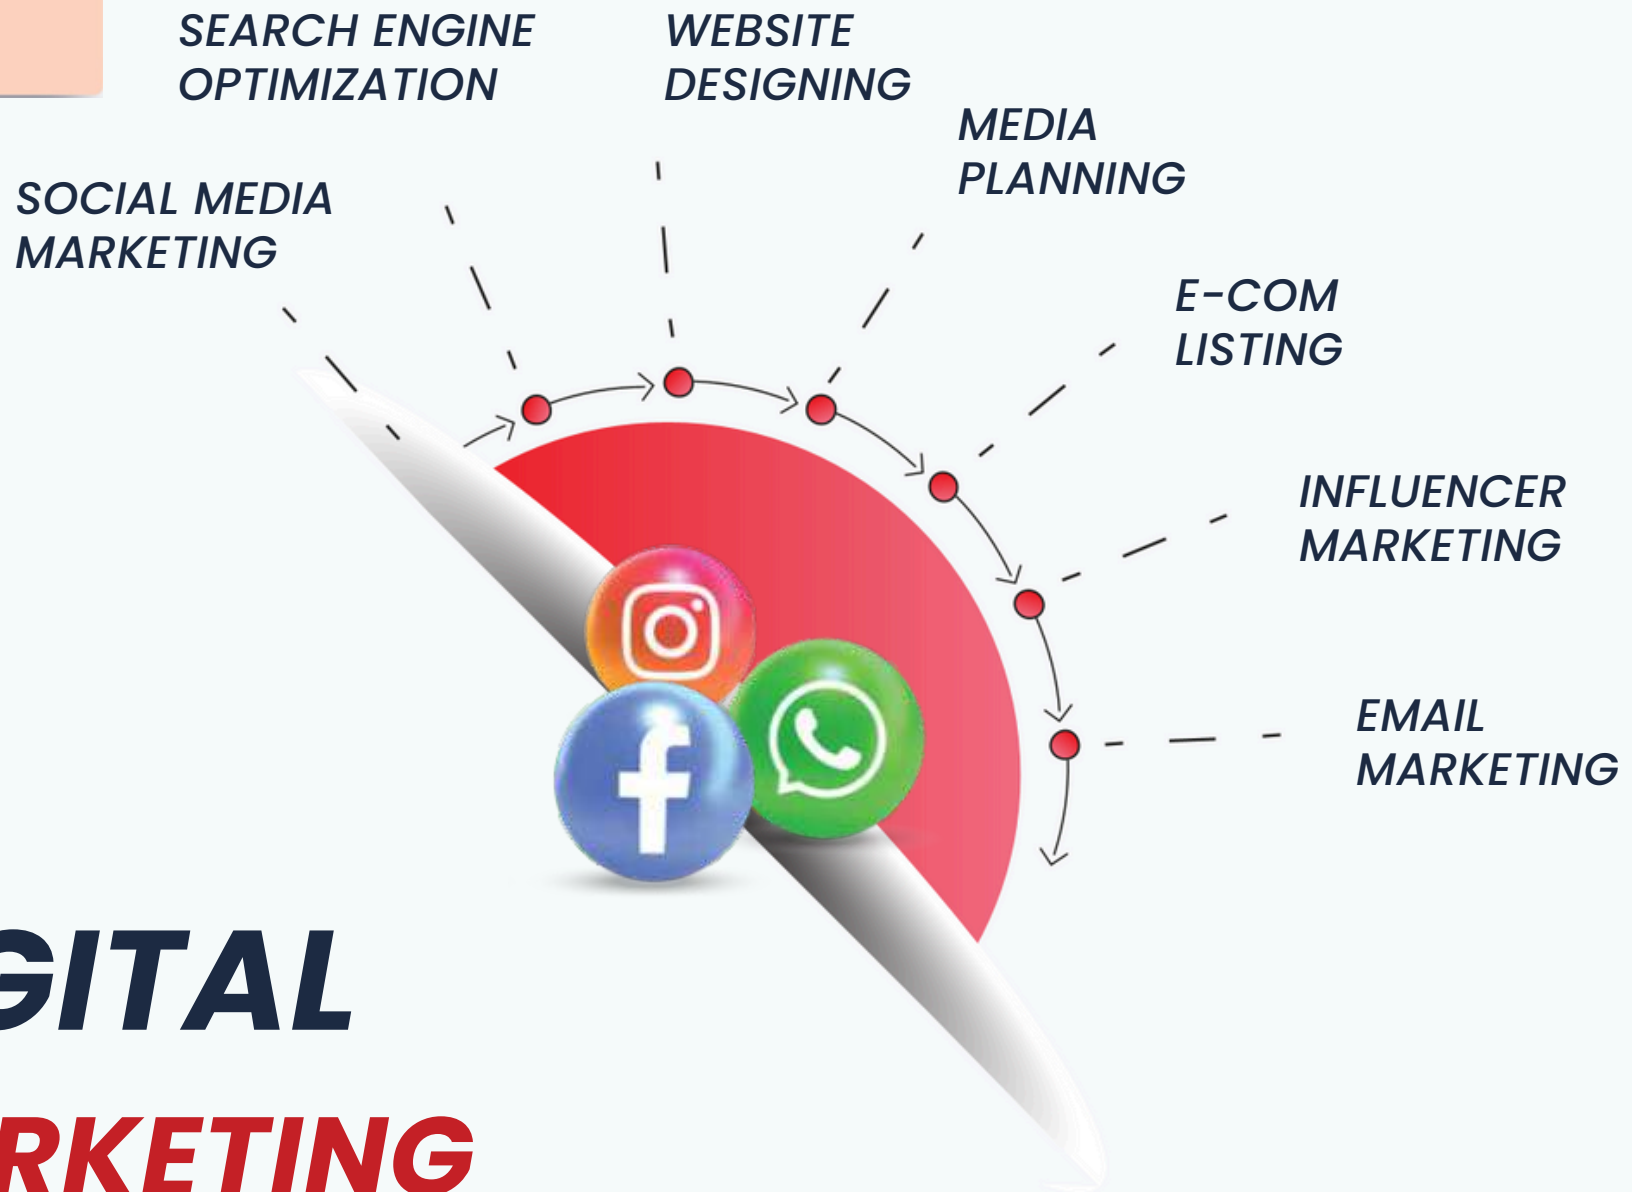 SEARCH ENGINE
OPTIMIZATION
WEBSITE
DESIGNING
MEDIA
PLANNING
SOCIAL MEDIA
MARKETING
E-COM
LISTING
INFLUENCER
MARKETING
EMAIL
MARKETING
GITAL
RKETING